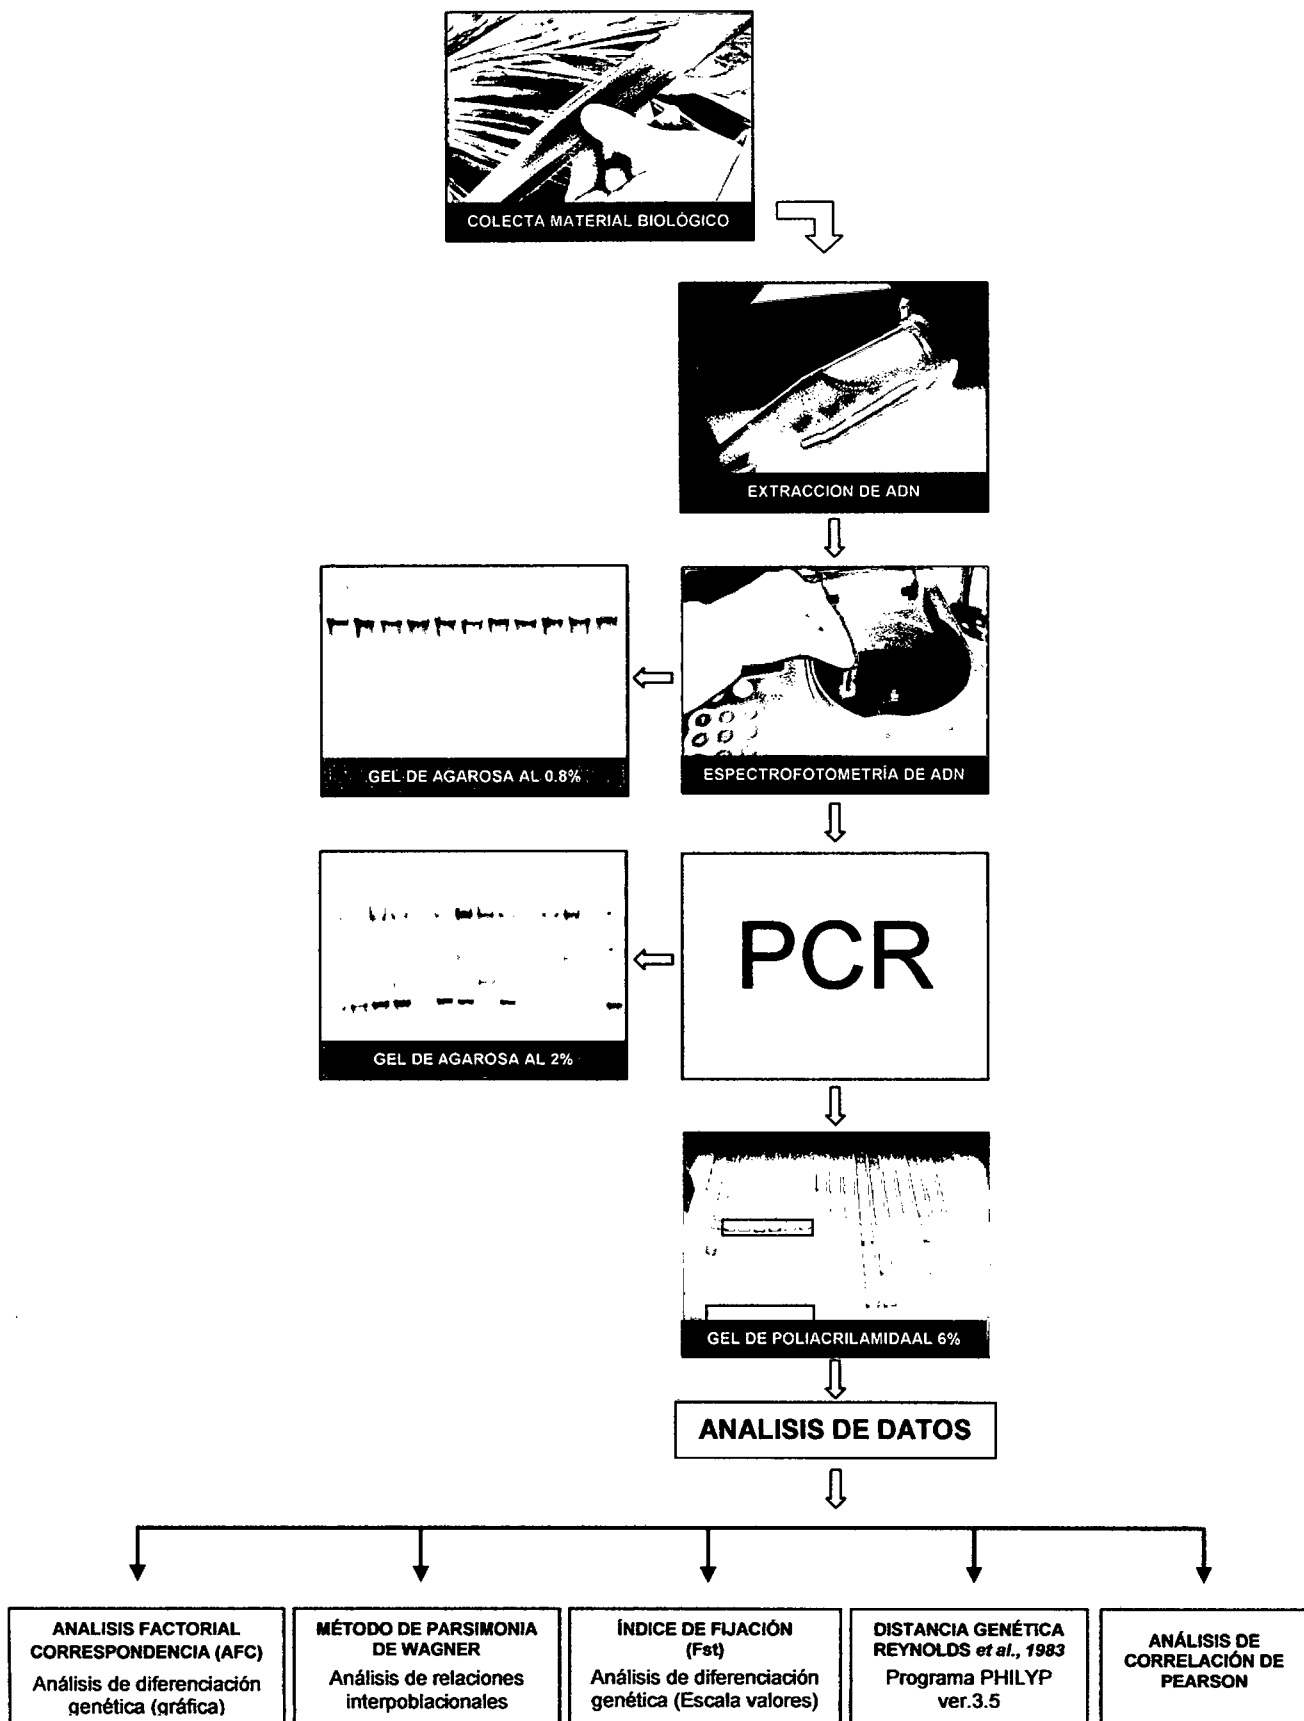 COLECTA MATERIAL BIOLÓGICO
EXTRACCION DE ADN
GEL DE AGAROSA AL 0.8%
ESPECTROFOTOMETRÍA DE ADN
PCR
GEL DE AGAROSA AL 2%
GEL DE POLIACRILAMIDAAL 6%
ANALISIS DE DATOS
ANALISIS FACTORIAL
CORRESPONDENCIA (AFC)
Análisis de diferenciación
genética (gráfica)
MÉTODO DE PARSIMONIA
DE WAGNER
Análisis de relaciones
interpoblacionales
ÍNDICE DE FIJACIÓN
(Fst)
Análisis de diferenciación
genética (Escala valores)
DISTANCIA GENÉTICA
REYNOLDS et al., 1983
Programa PHILYP
ver.3.5
ANÁLISIS DE
CORRELACIÓN DE
PEARSON